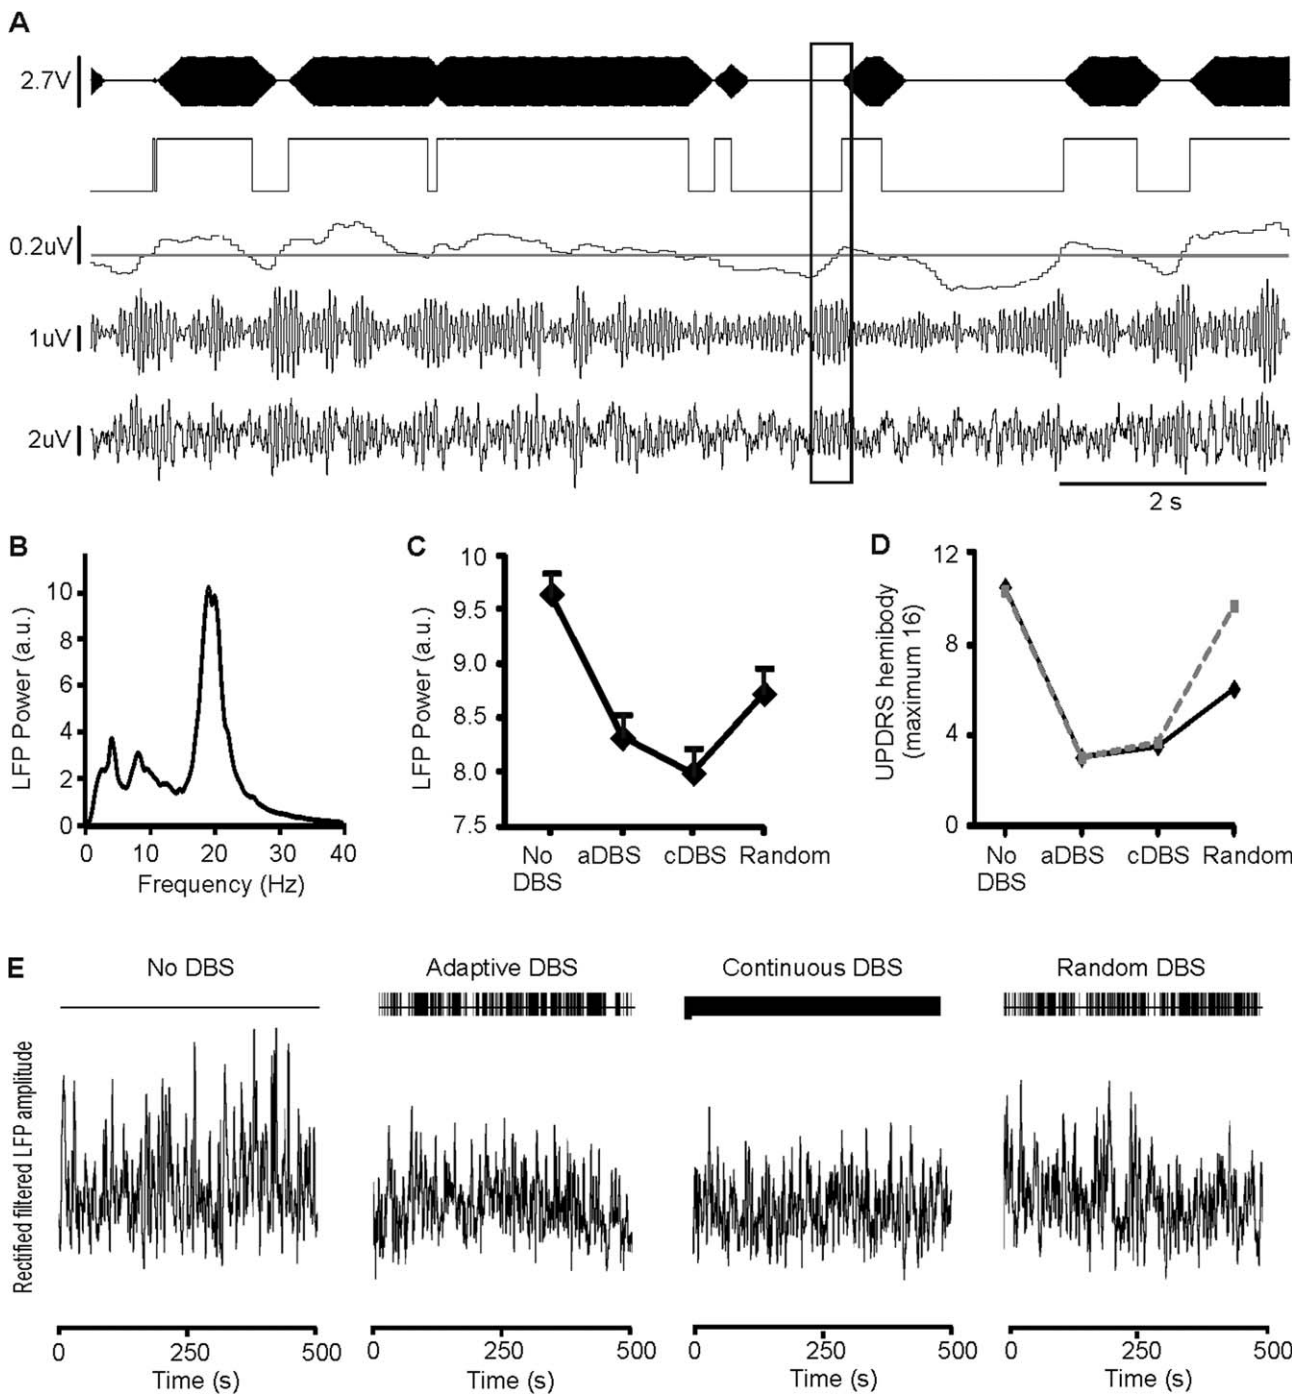 A
2.7V
0.2uV
1uV
2uV
2 s
B
LFP Power (a.u.)
10
8
6
4
2
0
0 10 20 30 40
Frequency (Hz)
C
LFP Power (a.u.)
10
9.5
9.0
8.5
8.0
7.5
No DBS aDBS cDBS Random
D
UPDRS hemibody
(maximum 16)
12
8
4
0
No DBS aDBS cDBS Random
E
No DBS Adaptive DBS Continuous DBS Random DBS
Rectified filtered LFP amplitude
0 250 500 0 250 500 0 250 500 0 250 500
Time (s) Time (s) Time (s) Time (s)